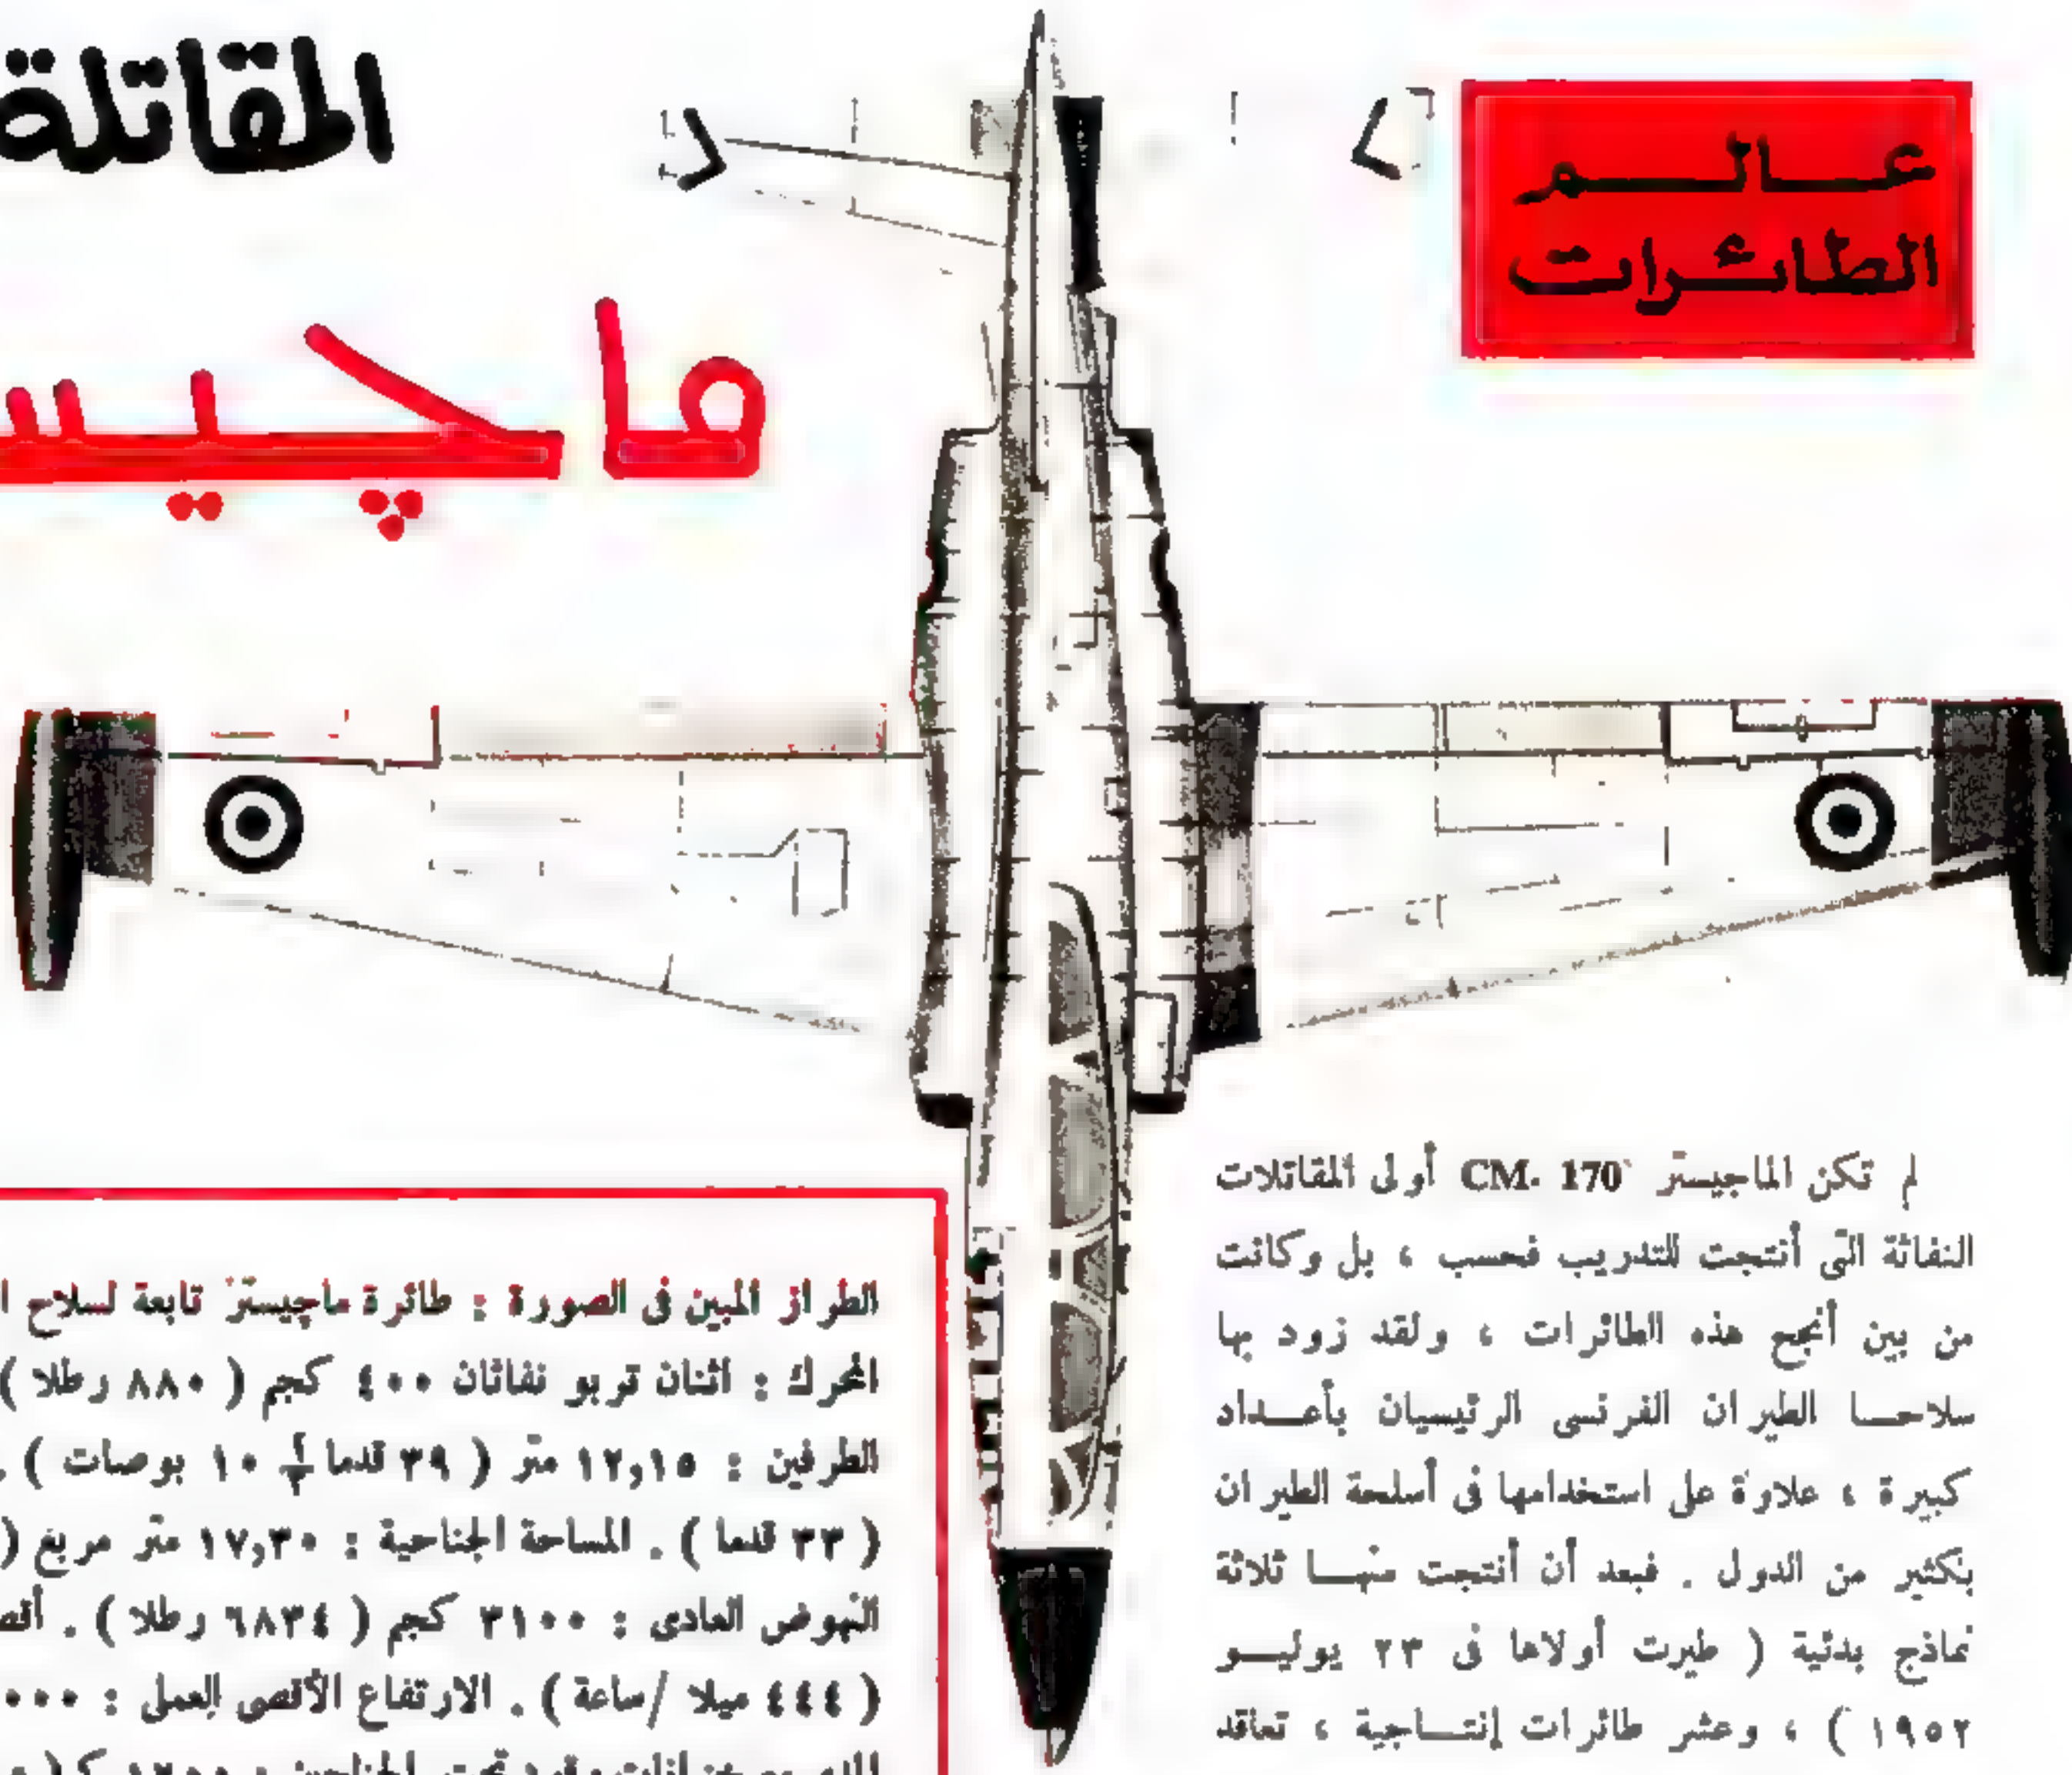 عالم
الطائرات
المقاتلة
لم تكن الماجيستر CM. 170 أولى المقاتلات
النفاثة التى أنتجت للتدريب فحسب ، بل وكانت
من بين أنجح هذه الطائرات ، ولقد زود بها
سلاحا الطيران الفرنسى الرئيسيان بأعداد
كبيرة ، علاوة على استخدامها فى أسلحة الطيران
بكثير من الدول . فبعد أن أنتجت منها ثلاثة
نماذج بدئية ( طيرت أولاها فى ٢٣ يوليو
١٩٥٢ ) ، وعشر طائرات إنتاجية ، تعاقد
الطراز المبين فى الصورة : طائرة ماچيستر تابعة لسلاح
المحرك : اثنان تربو نفاثان ٤٠٠ كجم ( ٨٨٠ رطلا )
الطرفين : ١٢,١٥ متر ( ٣٩ قدما ١٠ بوصات ) .
( ٣٣ قدما ) . المساحة الجناحية : ١٧,٣٠ متر مربع (
النهوض العادى : ٣١٠٠ كجم ( ٦٨٣٤ رطلا ) .
( ٤٤٤ ميلا /ساعة ) . الارتفاع الأقصى للعمل :